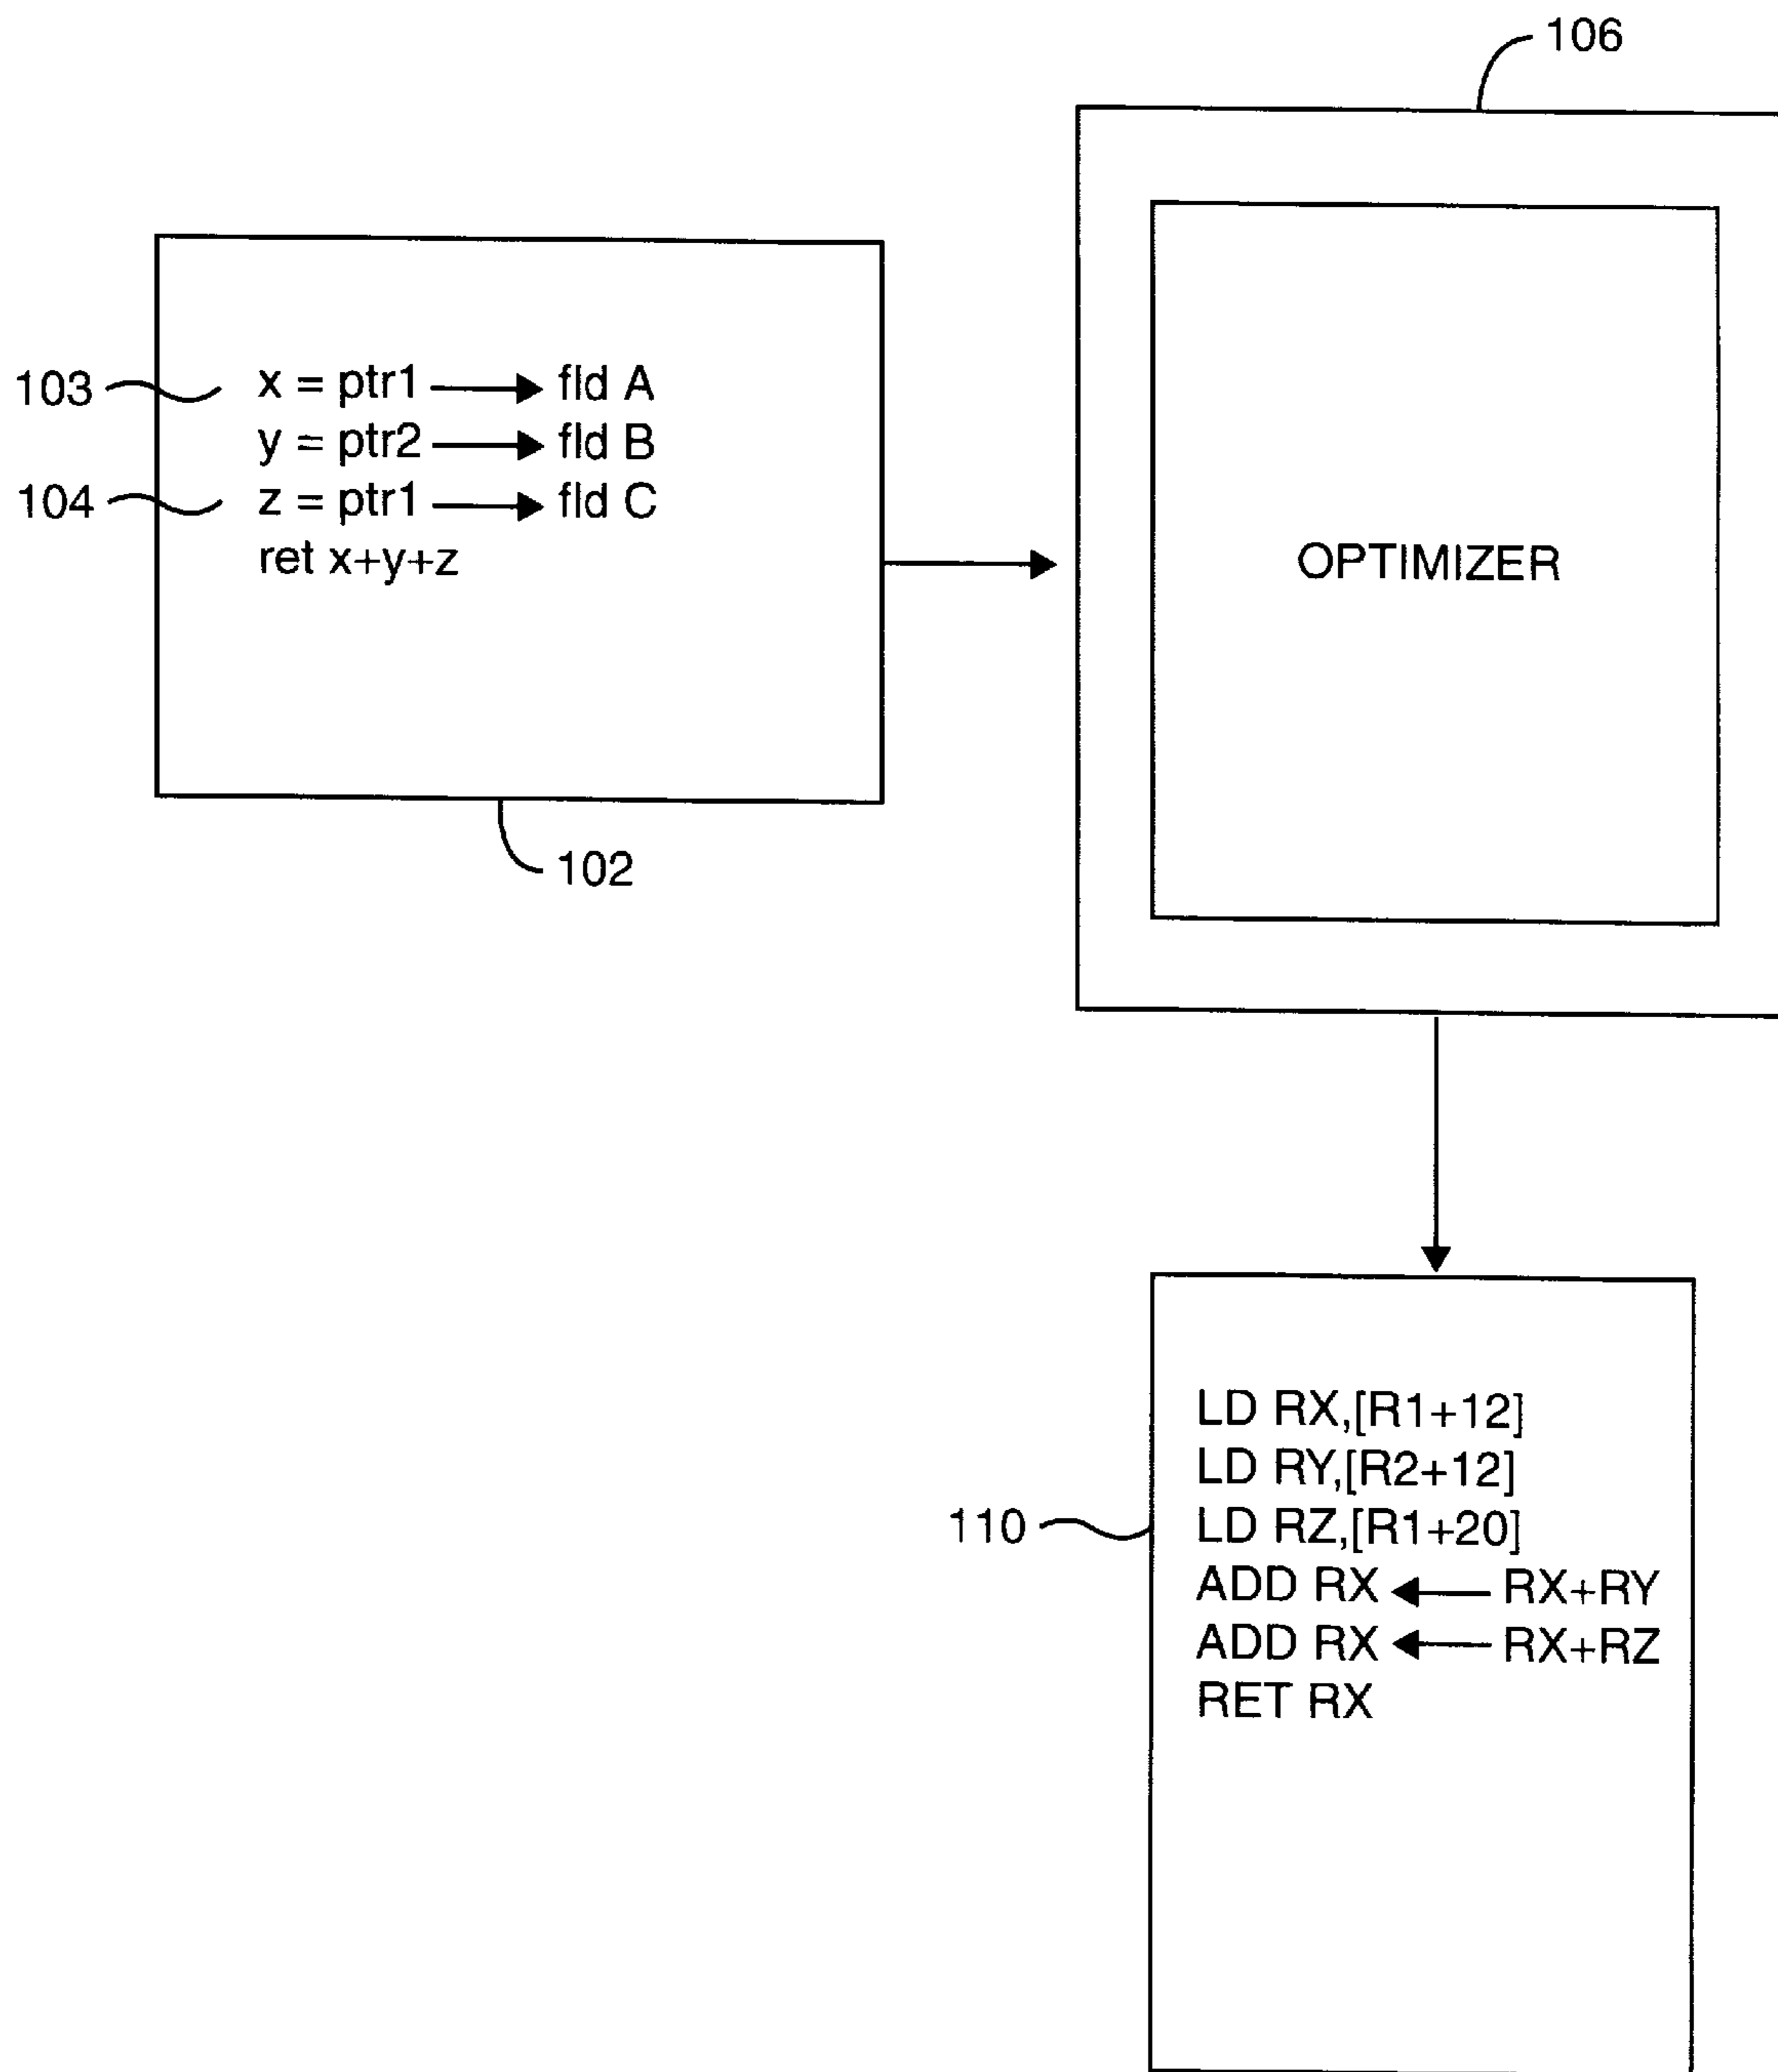 106
103
x = ptr1 → fld A
y = ptr2 → fld B
104
z = ptr1 → fld C
ret x+y+z
OPTIMIZER
102
LD RX,[R1+12]
LD RY,[R2+12]
110
LD RZ,[R1+20]
ADD RX ← RX+RY
ADD RX ← RX+RZ
RET RX